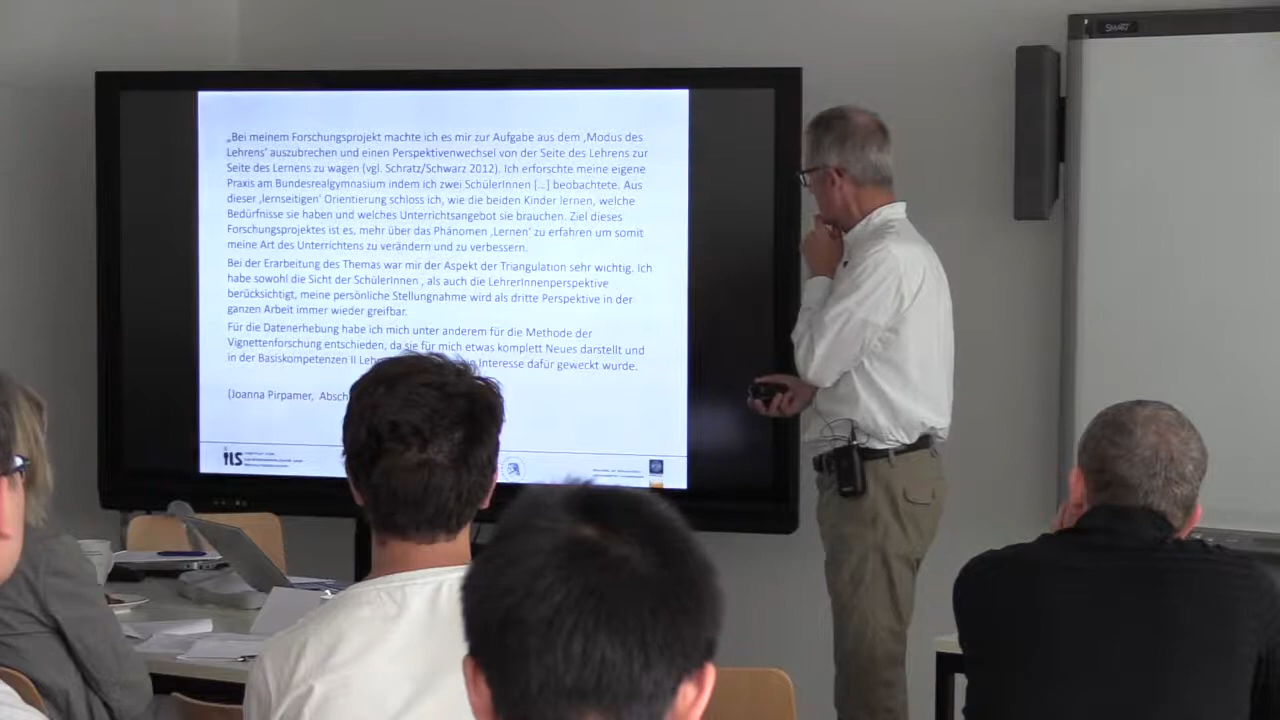 SMART
„Bei meinem Forschungsprojekt machte ich es mir zur Aufgabe aus dem ‚Modus des
Lehrens' auszubrechen und einen Perspektivenwechsel von der Seite des Lehrens zur
Seite des Lernens zu wagen (vgl. Schratz/Schwarz 2012). Ich erforschte meine eigene
Praxis am Bundesrealgymnasium indem ich zwei SchülerInnen [...] beobachtete. Aus
dieser ‚lernseitigen' Orientierung schloss ich, wie die beiden Kinder lernen, welche
Bedürfnisse sie haben und welches Unterrichtsangebot sie brauchen. Ziel dieses
Forschungsprojektes ist es, mehr über das Phänomen ‚Lernen' zu erfahren um somit
meine Art des Unterrichtens zu verändern und zu verbessern.
Bei der Erarbeitung des Themas war mir der Aspekt der Triangulation sehr wichtig. Ich
habe sowohl die Sicht der SchülerInnen , als auch die LehrerInnenperspektive
berücksichtigt, meine persönliche Stellungnahme wird als dritte Perspektive in der
ganzen Arbeit immer wieder greifbar.
Für die Datenerhebung habe ich mich unter anderem für die Methode der
Vignettenforschung entschieden, da sie für mich etwas komplett Neues darstellt und
in der Basiskompetenzen II Interesse dafür geweckt wurde.
(Joanna Pirpamer, Absch
ILS